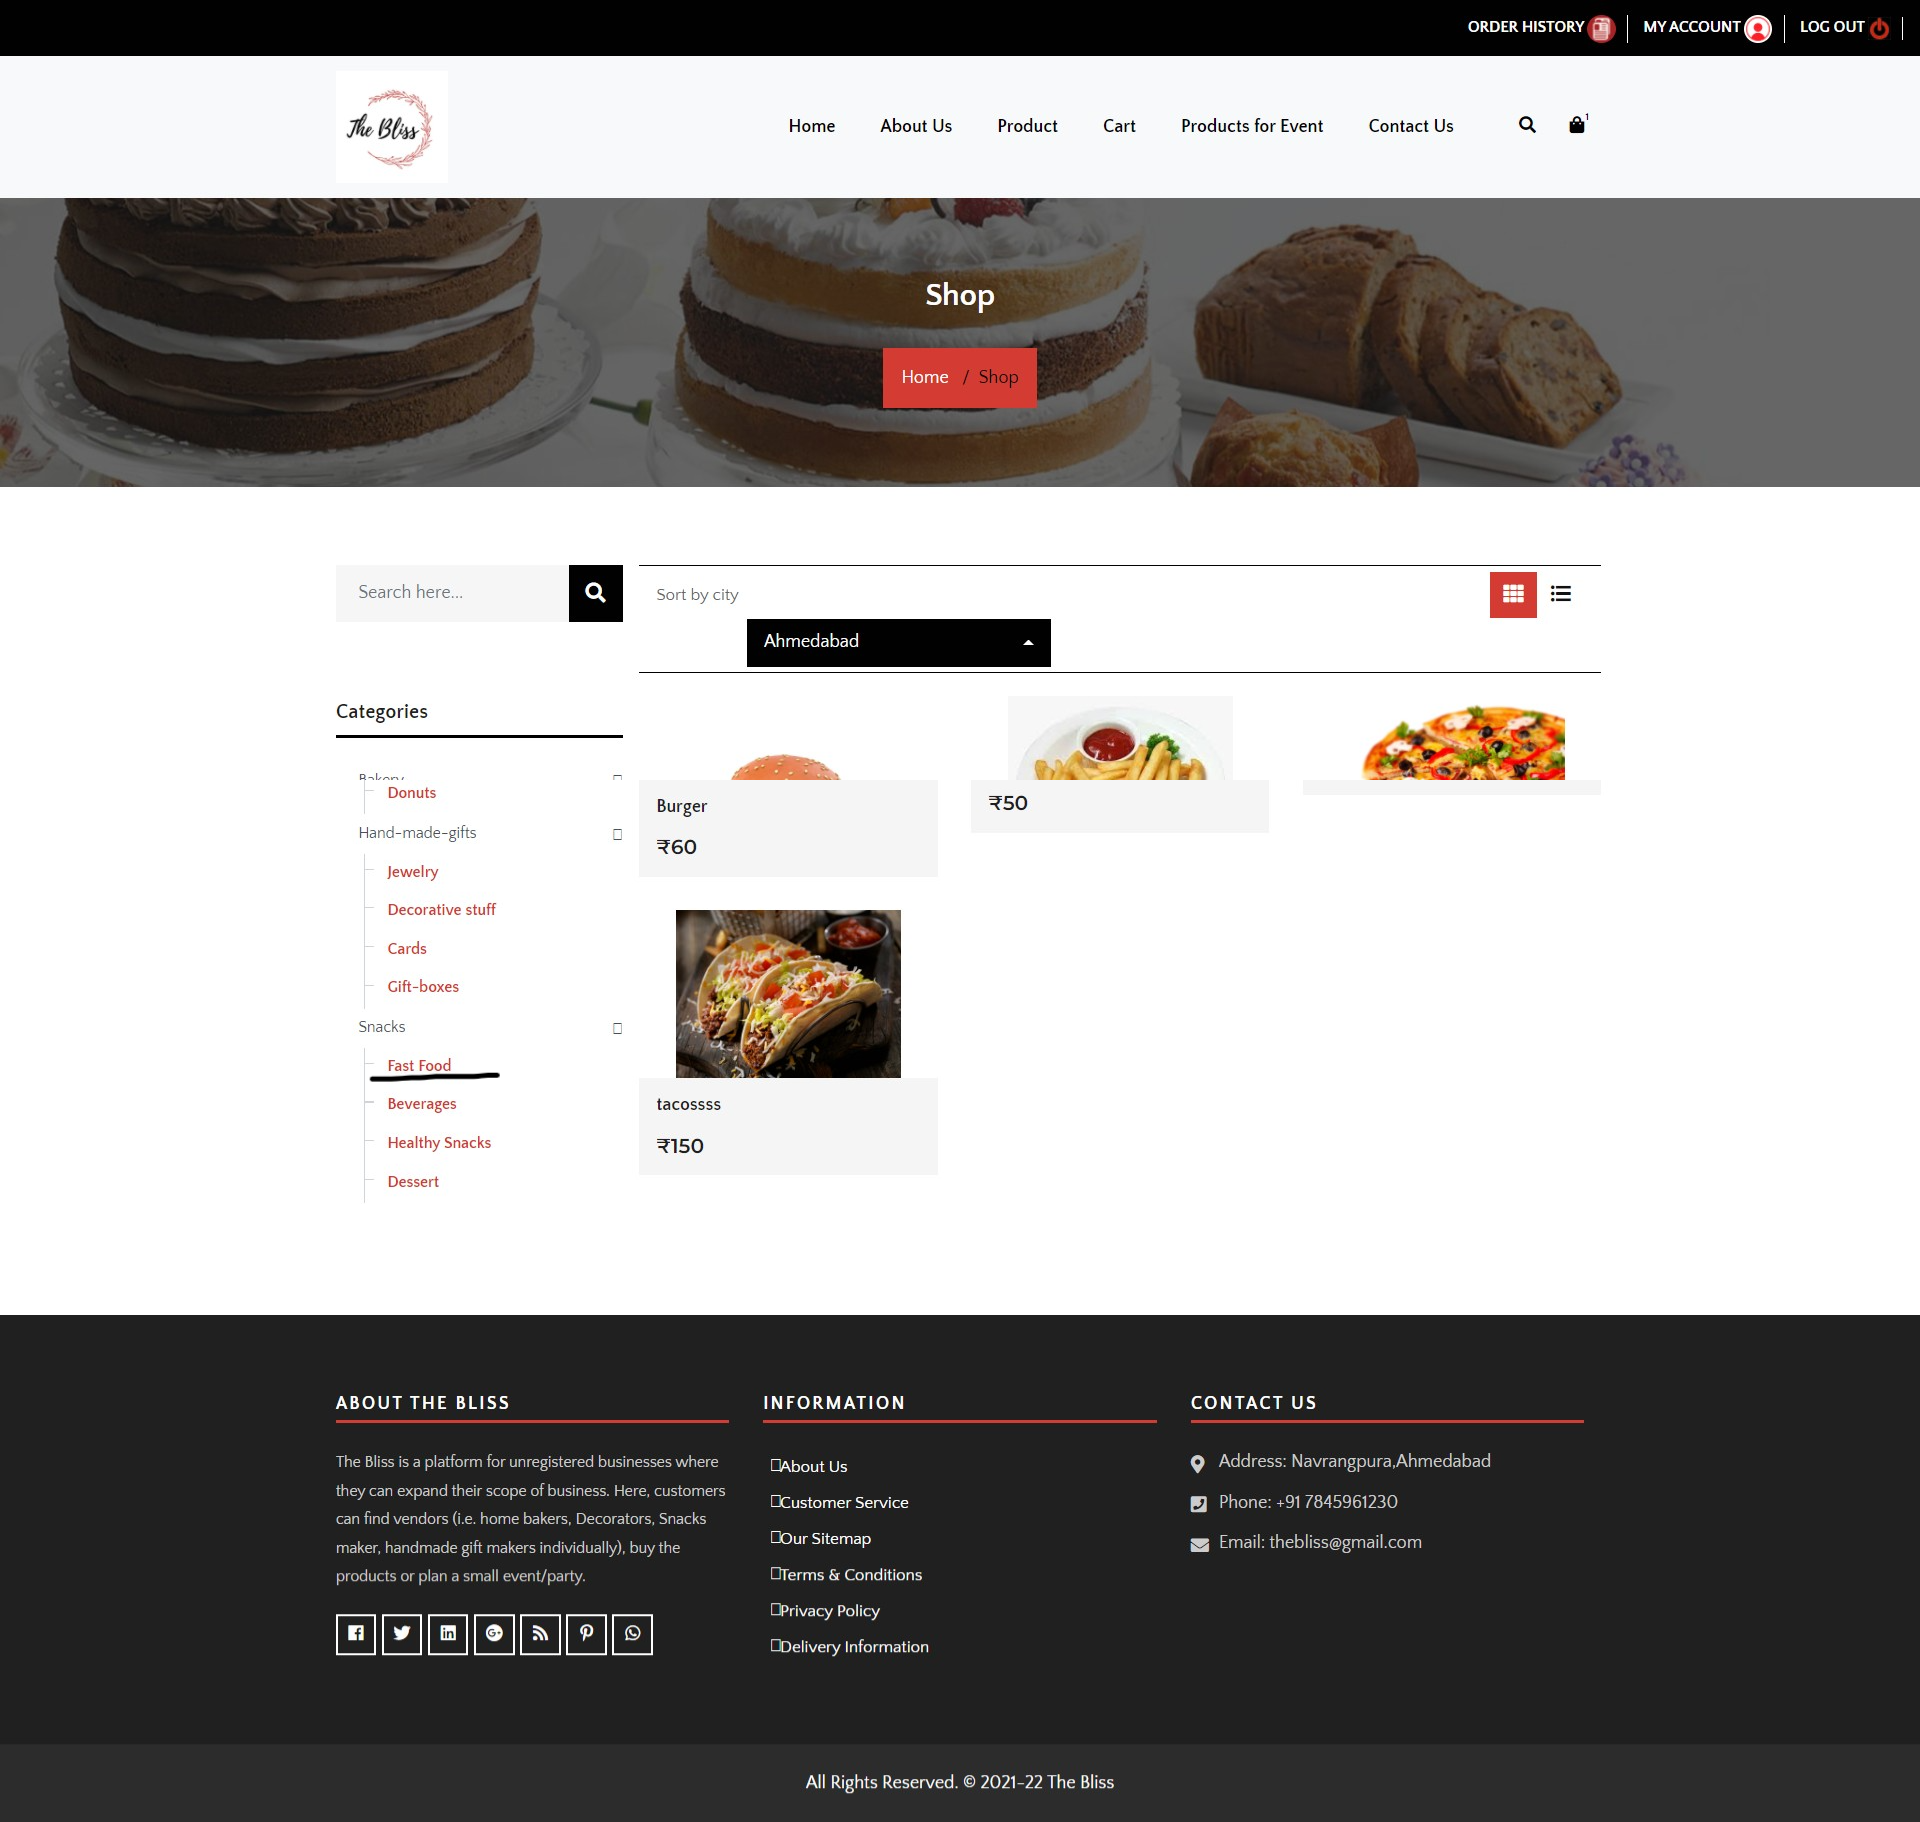 ORDER HISTORY
MY ACCOUNT
LOG OUT
The Bliss
Home
About Us
Product
Cart
Products for Event
Contact Us
1
Shop
Home / Shop
Search here...
Sort by city
Ahmedabad
Categories
Bakery
Donuts
Hand-made-gifts
Jewelry
Decorative stuff
Cards
Gift-boxes
Snacks
Fast Food
Beverages
Healthy Snacks
Dessert
Burger
₹60
₹50
tacossss
₹150
ABOUT THE BLISS
The Bliss is a platform for unregistered businesses where
they can expand their scope of business. Here, customers
can find vendors (i.e. home bakers, Decorators, Snacks
maker, handmade gift makers individually), buy the
products or plan a small event/party.
INFORMATION
About Us
Customer Service
Our Sitemap
Terms & Conditions
Privacy Policy
Delivery Information
CONTACT US
Address: Navrangpura,Ahmedabad
Phone: +91 7845961230
Email: thebliss@gmail.com
All Rights Reserved. © 2021-22 The Bliss